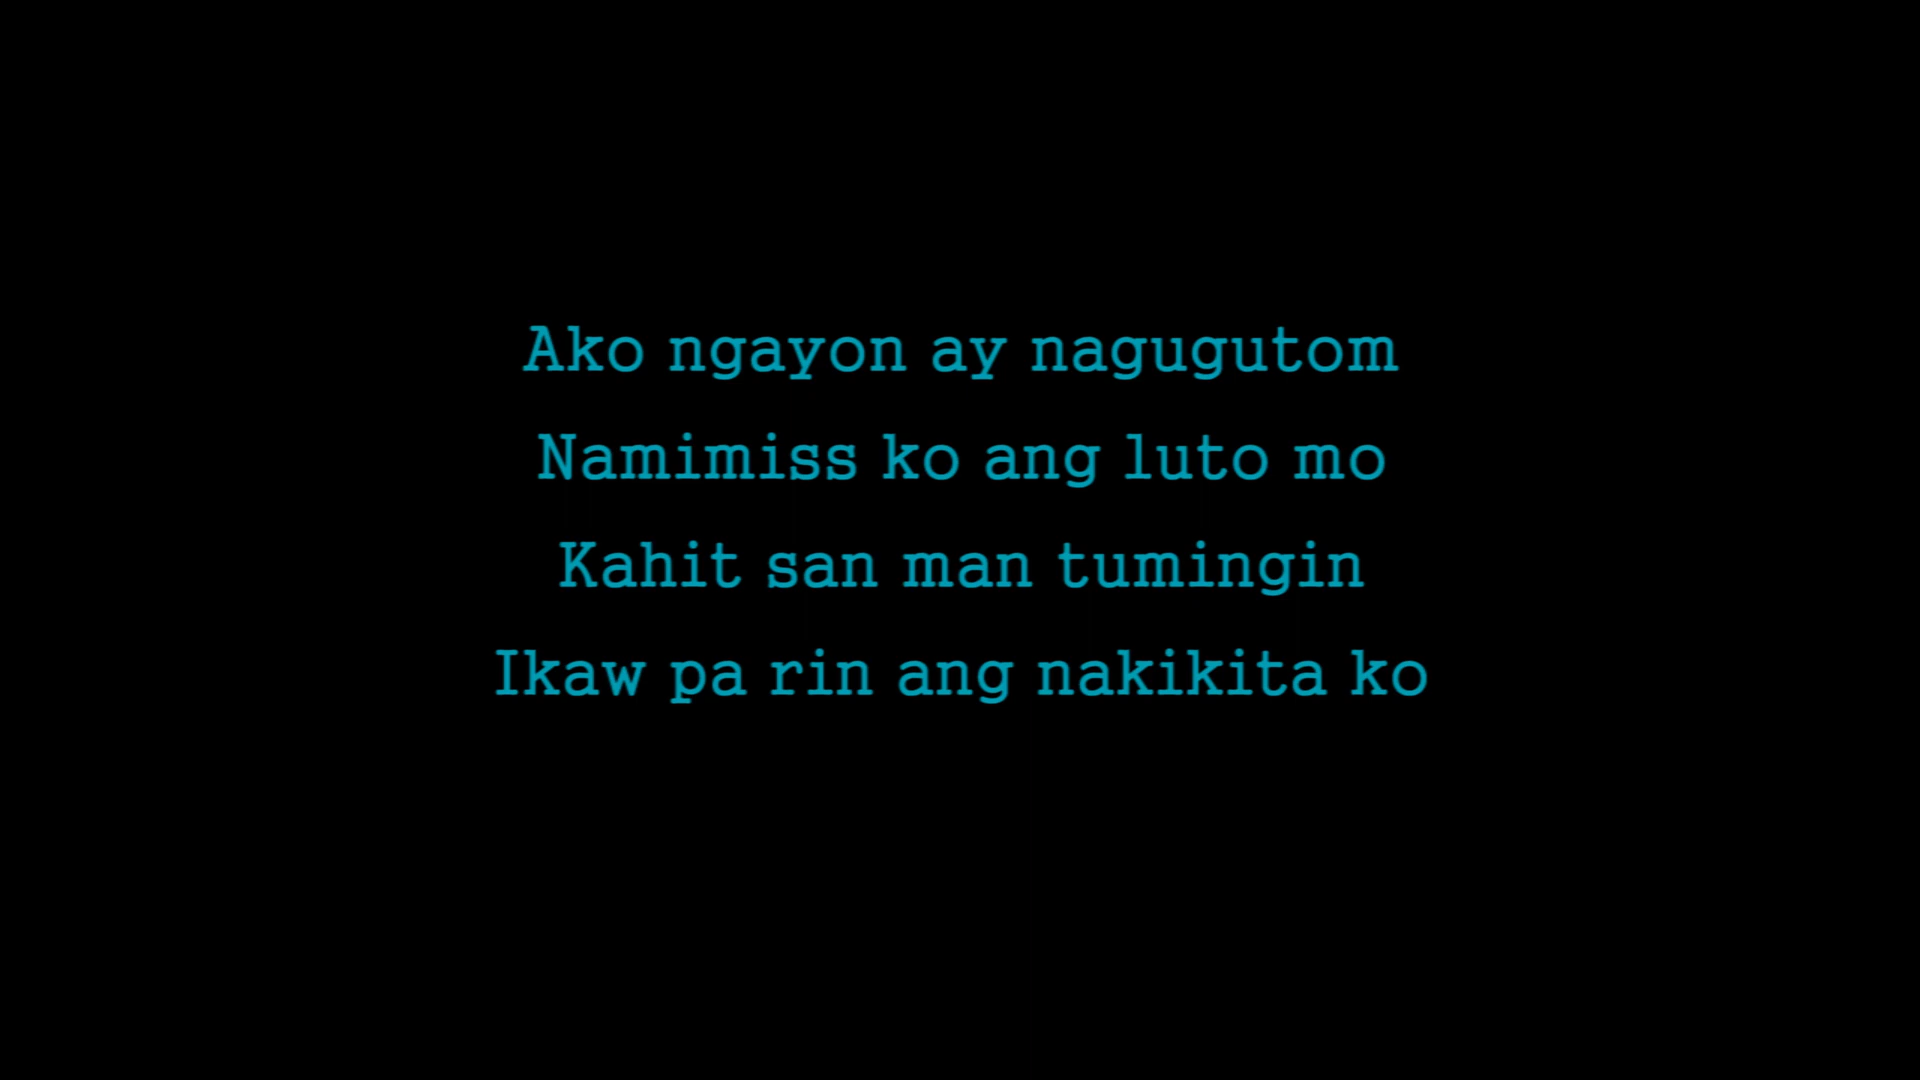 Ako ngayon ay nagugutom
Namimiss ko ang luto mo
Kahit san man tumingin
Ikaw pa rin ang nakikita ko